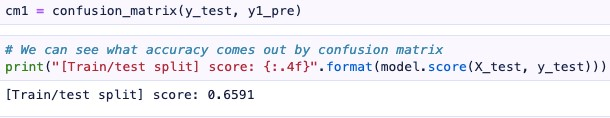 cm1 = confusion_matrix(y_test, y1_pre)
# We can see what accuracy comes out by confusion matrix
print("[Train/test split] score: {:.4f}".format(model.score(X_test, y_test)))
[Train/test split] score: 0.6591